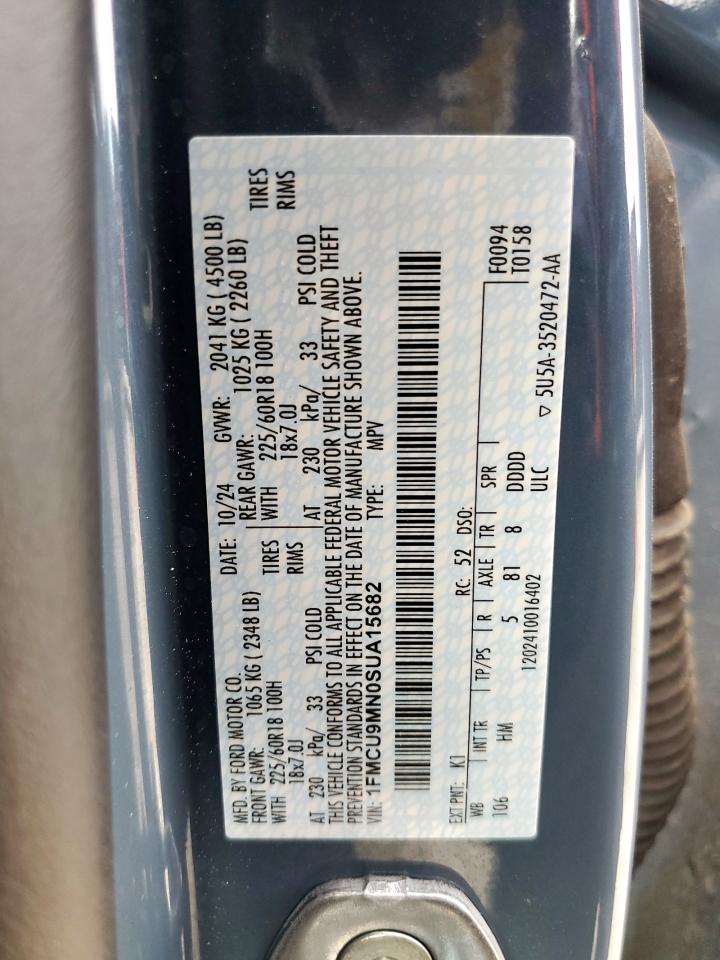 MFD. BY FORD MOTOR CO.
DATE: 10/24 GVWR: 2041 KG ( 4500 LB)
FRONT GAWR: 1065 KG ( 2348 LB) REAR GAWR: 1025 KG ( 2260 LB)
WITH 225/60R18 100H TIRES WITH 225/60R18 100H TIRES
18x7.0J RIMS 18x7.0J RIMS
AT 230 kPa/ 33 PSI COLD AT 230 kPa/ 33 PSI COLD
THIS VEHICLE CONFORMS TO ALL APPLICABLE FEDERAL MOTOR VEHICLE SAFETY AND THEFT
PREVENTION STANDARDS IN EFFECT ON THE DATE OF MANUFACTURE SHOWN ABOVE.
VIN: 1FMCU9MN0SUA15682 TYPE: MPV
EXT PNT: K1 RC: 52 DSO:
WB INT TR TP/PS R AXLE TR SPR F0094
106 HM 5 81 8 DDDD T0158
1202410016402 ULC ▽ 5U5A-3520472-AA